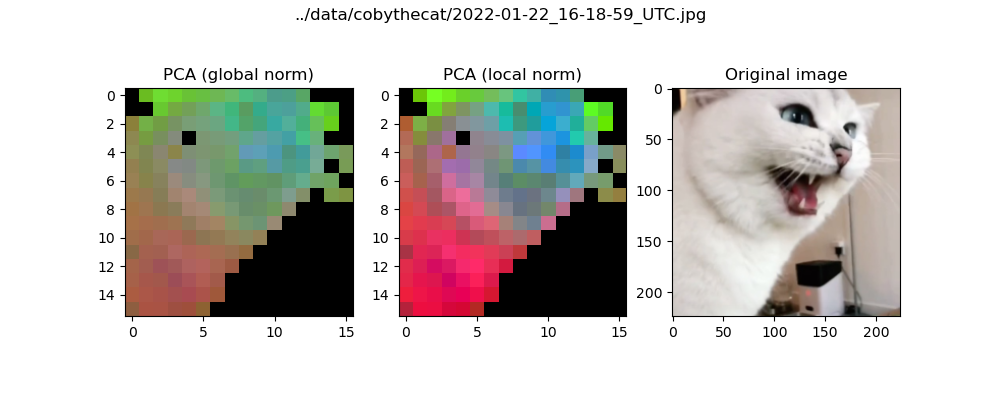 ../data/cobythecat/2022-01-22_16-18-59_UTC.jpg
PCA (global norm) PCA (local norm) Original image
0 0 0
2 2 50
4 4 100
6 6 150
8 8 200
10 10
12 12
14 14
0 5 10 15 0 5 10 15 0 50 100 150 200